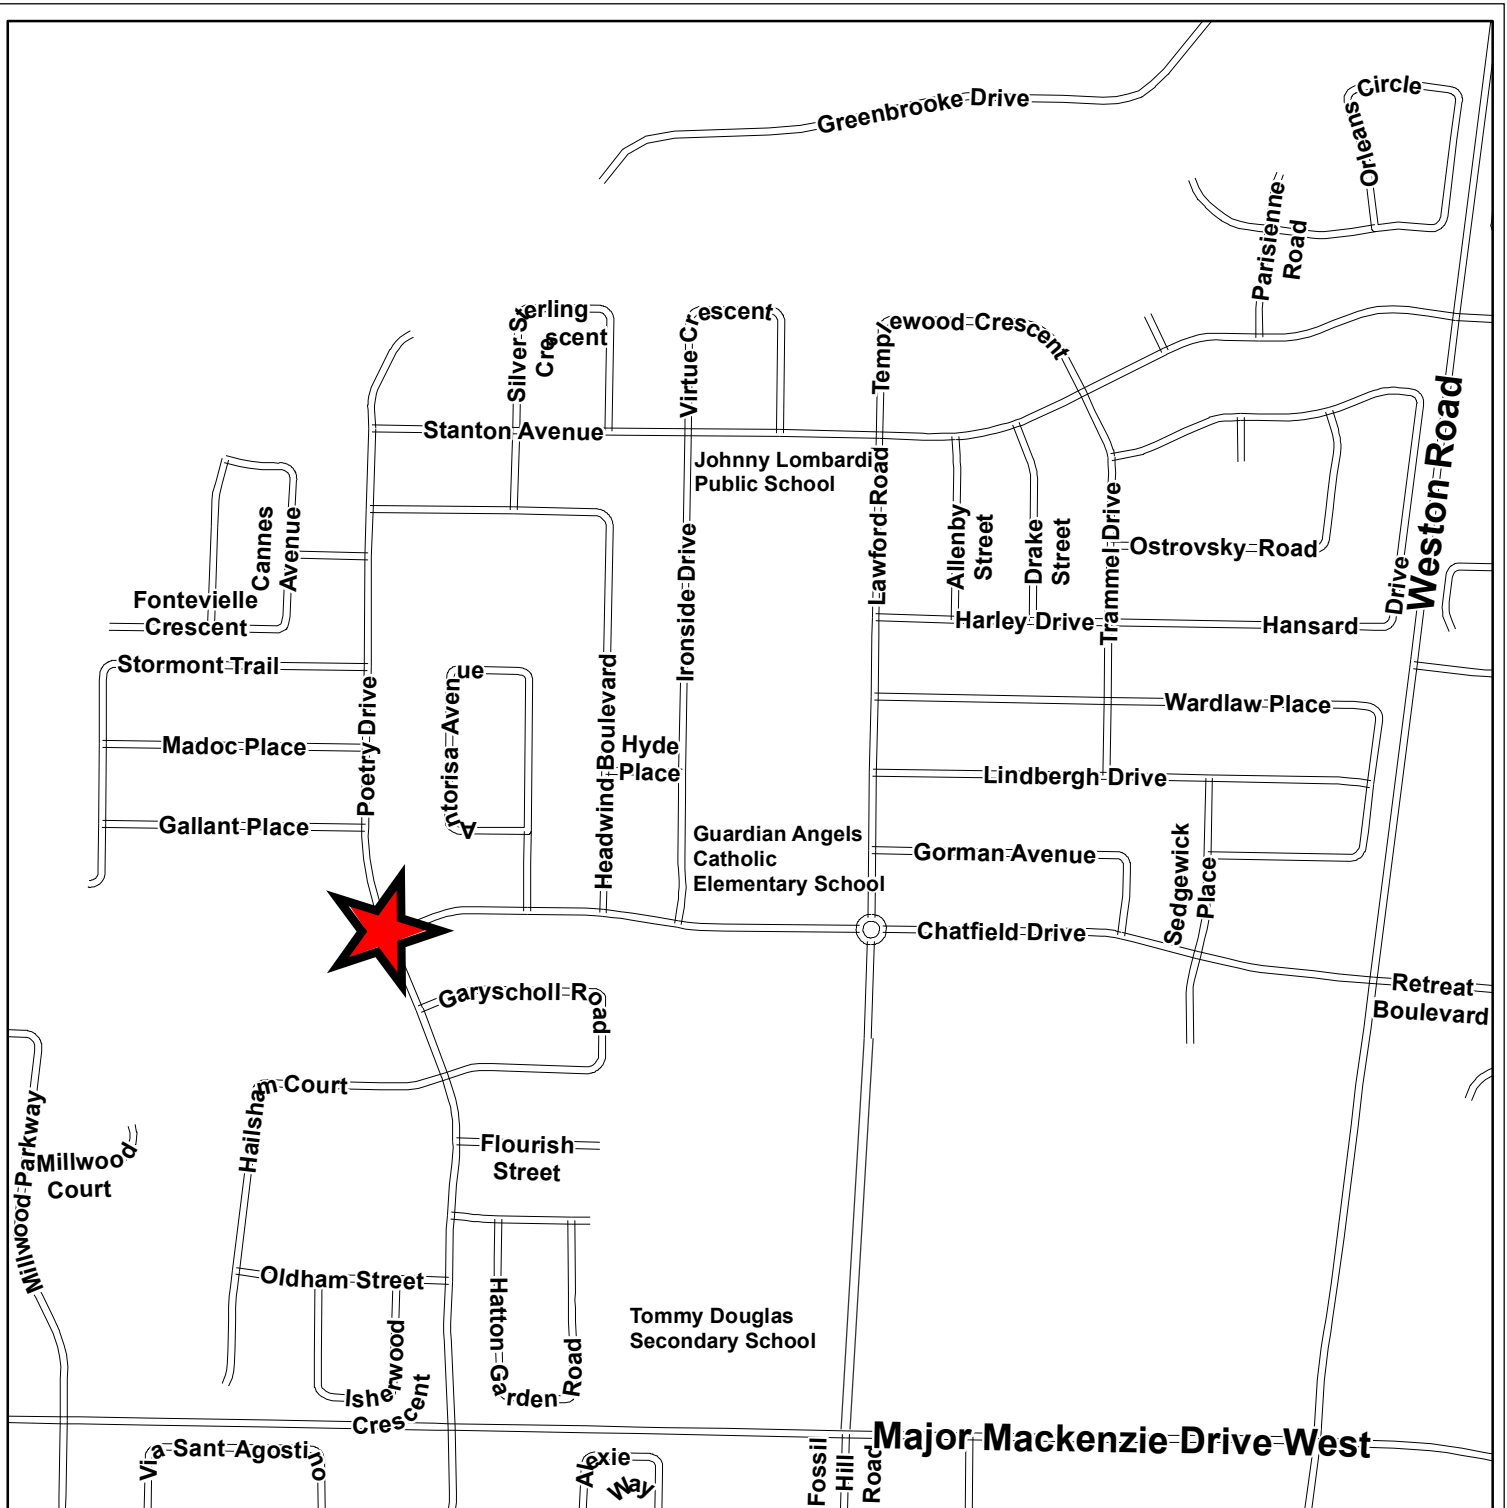 Greenbrooke Drive
Circle
Orleans
Parisienne
Road
Silver Sterling
Crescent
Virtue Crescent
Templewood Crescent
Stanton Avenue
Johnny Lombardi
Public School
Weston Road
Cannes
Avenue
Lawford Road
Allenby
Street
Drake
Street
Trammel Drive
Ostrovsky Road
Ironside Drive
Fontevielle
Crescent
Harley Drive
Hansard
Drive
Stormont Trail
Poetry Drive
Autorisa Avenue
Headwind Boulevard
Wardlaw Place
Madoc Place
Hyde
Place
Lindbergh Drive
Gallant Place
Guardian Angels
Catholic
Elementary School
Gorman Avenue
Sedgewick
Place
Chatfield Drive
Retreat
Boulevard
Garyscholl Road
Hailsham Court
Millwood Parkway
Millwood
Court
Flourish
Street
Oldham Street
Hatton Garden Road
Tommy Douglas
Secondary School
Isherwood
Crescent
Major Mackenzie Drive West
Via Sant Agostino
Alexie
Way
Fossil
Hill
Road